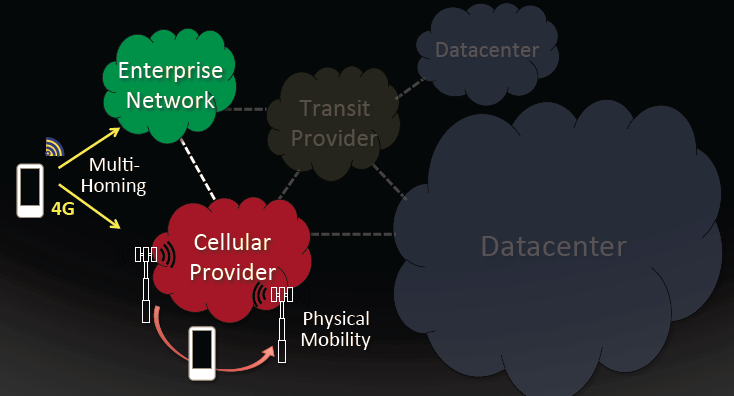 Datacenter
Enterprise
Network
Transit
Provider
Multi-
Homing
4G
Cellular
Provider
Datacenter
Physical
Mobility